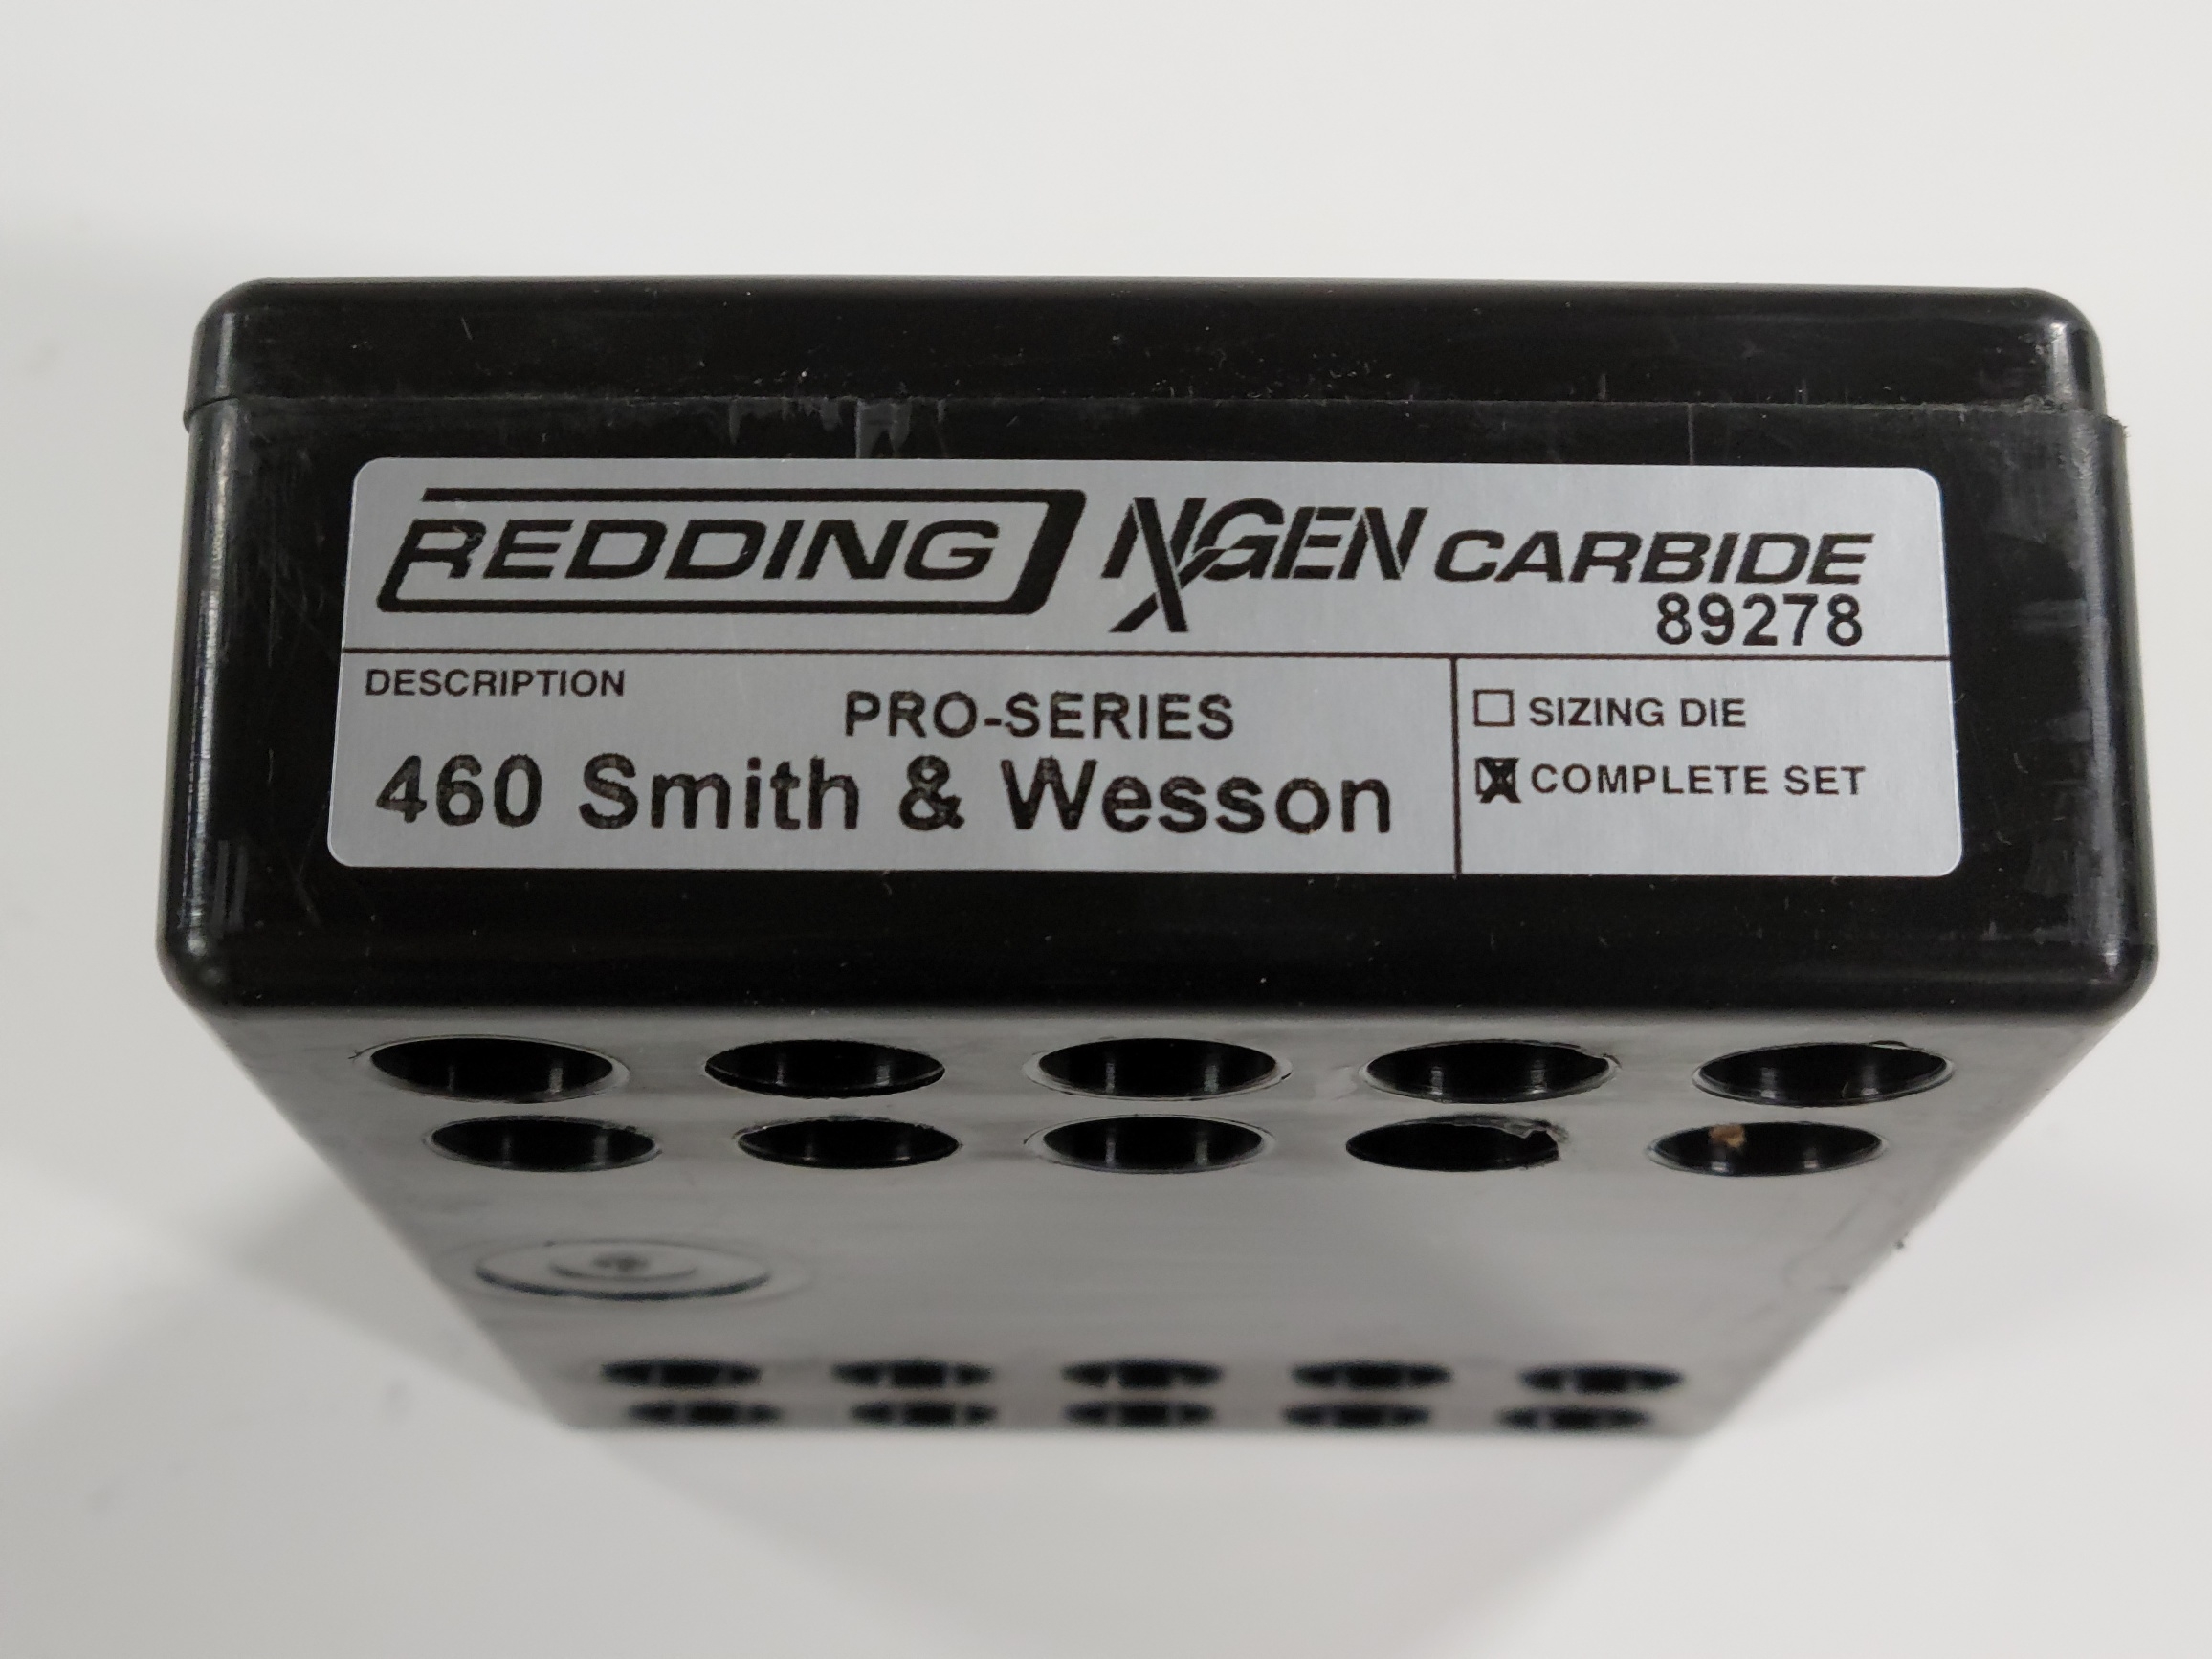 REDDING NXGEN CARBIDE
89278
DESCRIPTION
PRO-SERIES
460 Smith & Wesson
SIZING DIE
COMPLETE SET